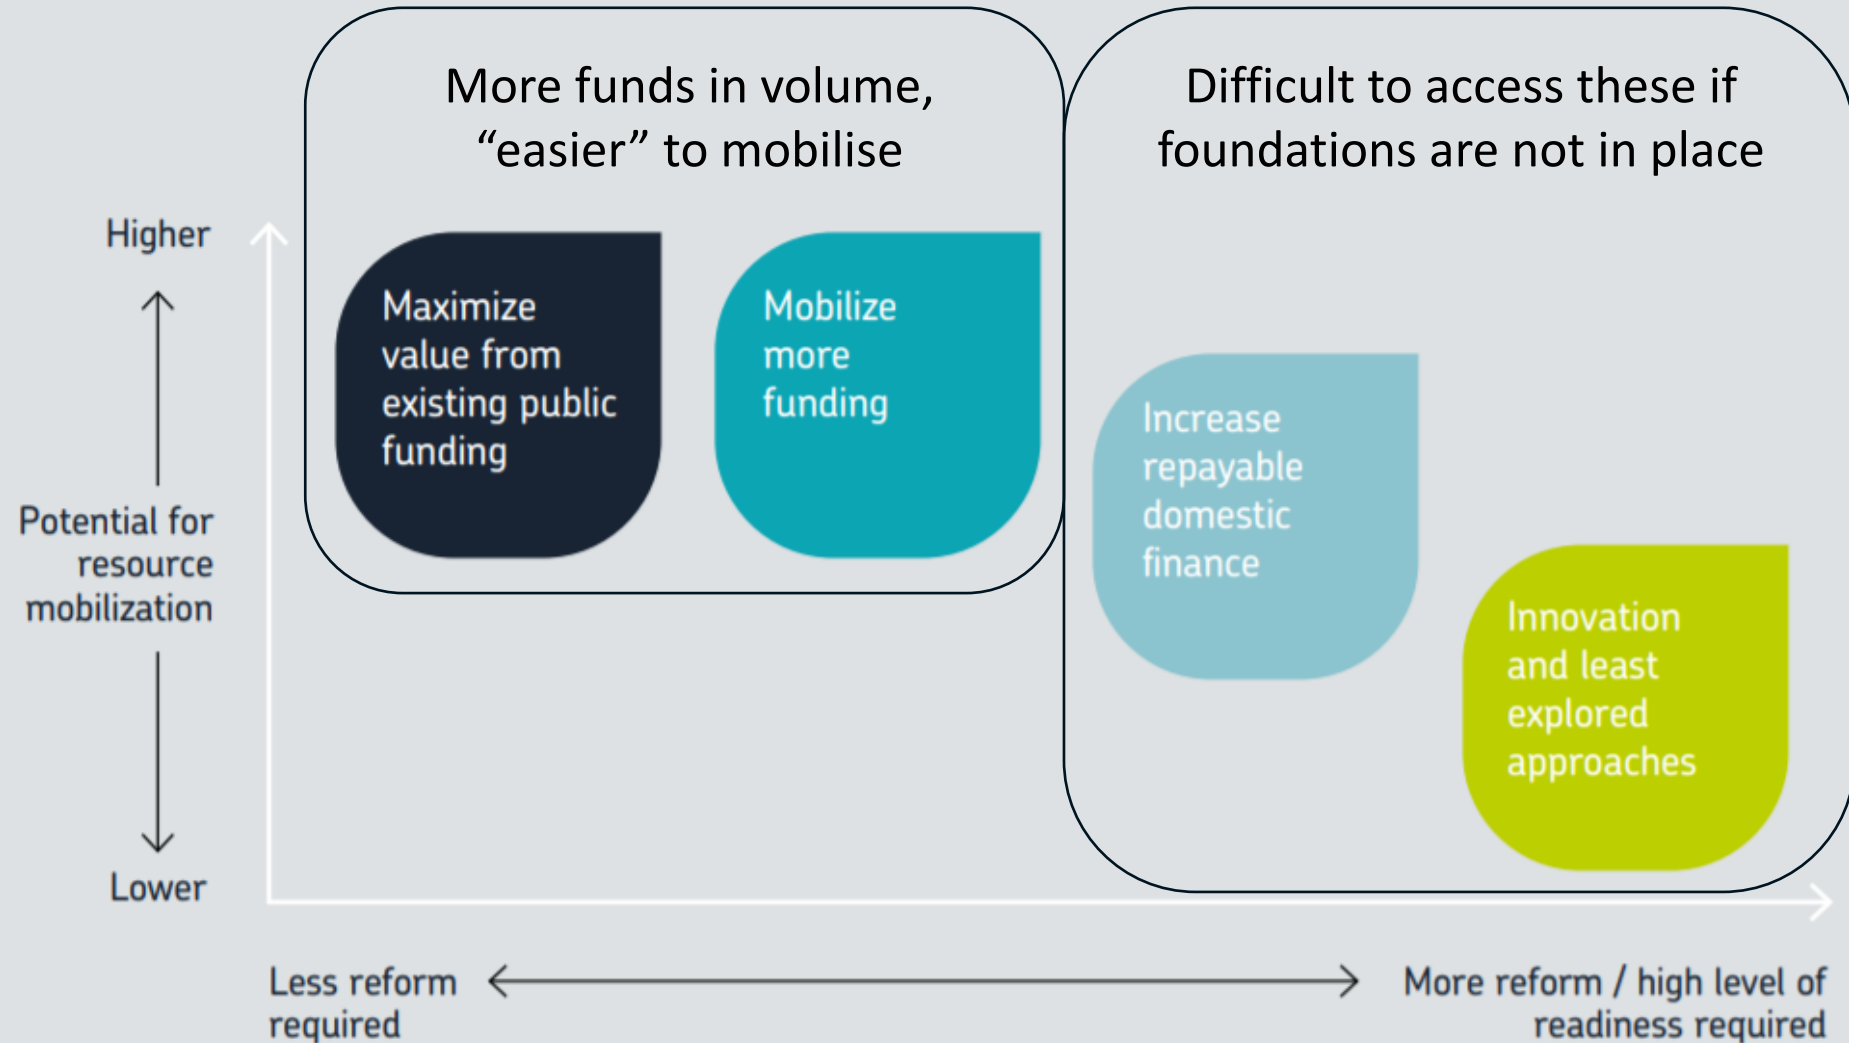 More funds in volume,
“easier” to mobilise
Difficult to access these if
foundations are not in place
Higher
Potential for
resource
mobilization
Lower
Maximize
value from
existing public
funding
Mobilize
more
funding
Increase
repayable
domestic
finance
Innovation
and least
explored
approaches
Less reform
required
More reform / high level of
readiness required